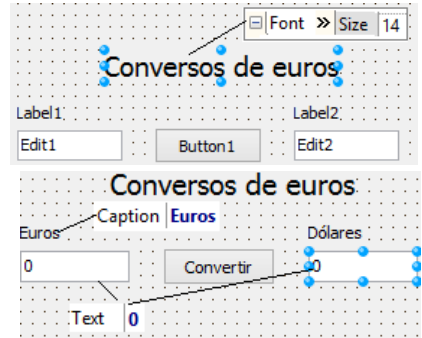 Font » Size 14
Conversos de euros
Label1 Label2
Edit1 Button1 Edit2
Conversos de euros
Caption Euros
Euros Dólares
0 Convertir 0
Text 0